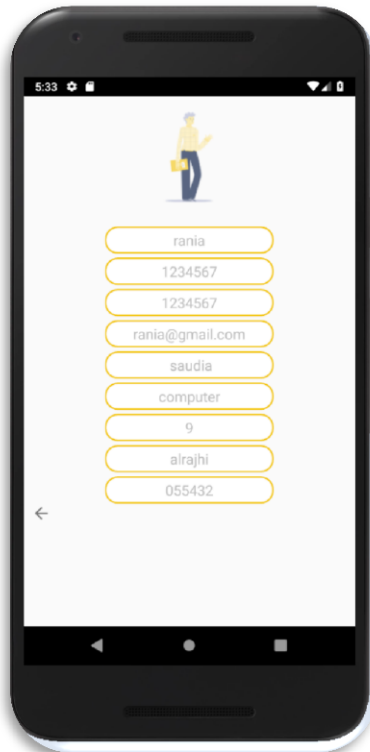 5:33
rania
1234567
1234567
rania@gmail.com
saudia
computer
9
alrajhi
055432